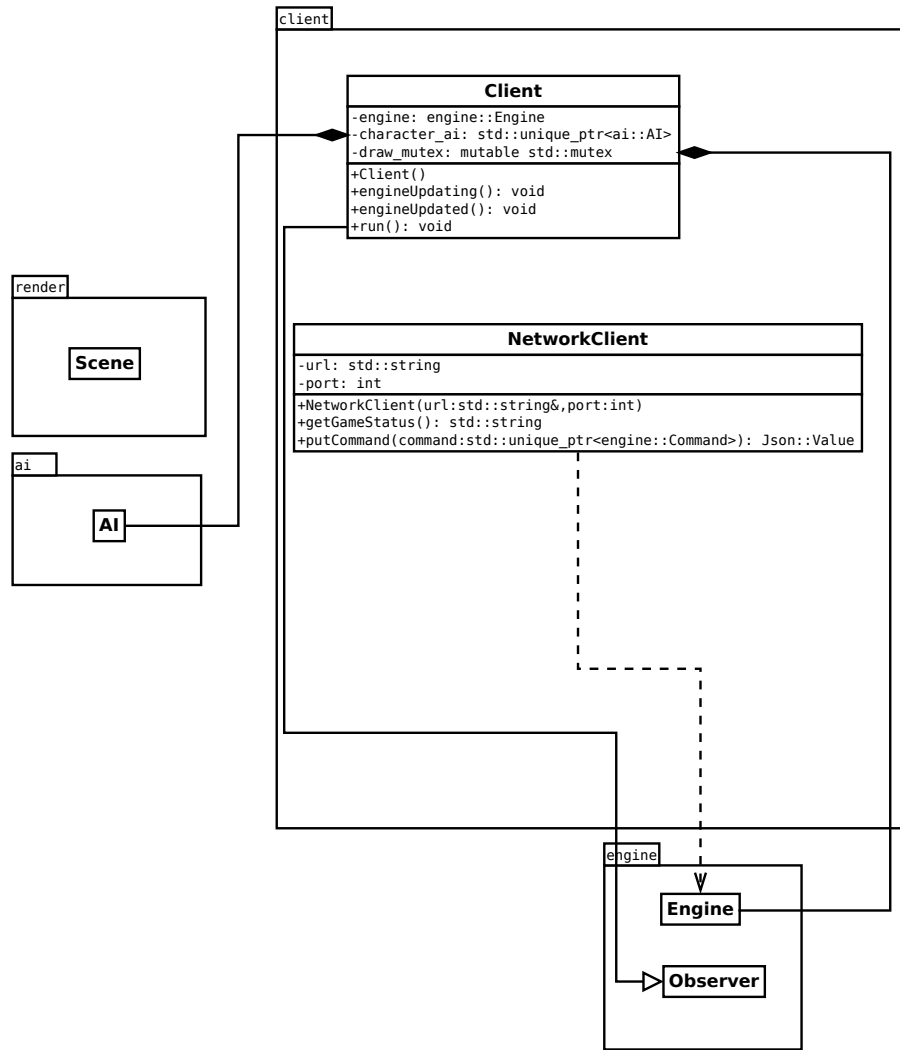 client
Client
-engine: engine::Engine
-character_ai: std::unique_ptr<ai::AI>
-draw_mutex: mutable std::mutex
+Client()
+engineUpdating(): void
+engineUpdated(): void
+run(): void
render
Scene
NetworkClient
-url: std::string
-port: int
+NetworkClient(url:std::string&,port:int)
+getGameStatus(): std::string
+putCommand(command:std::unique_ptr<engine::Command>): Json::Value
ai
AI
engine
Engine
Observer